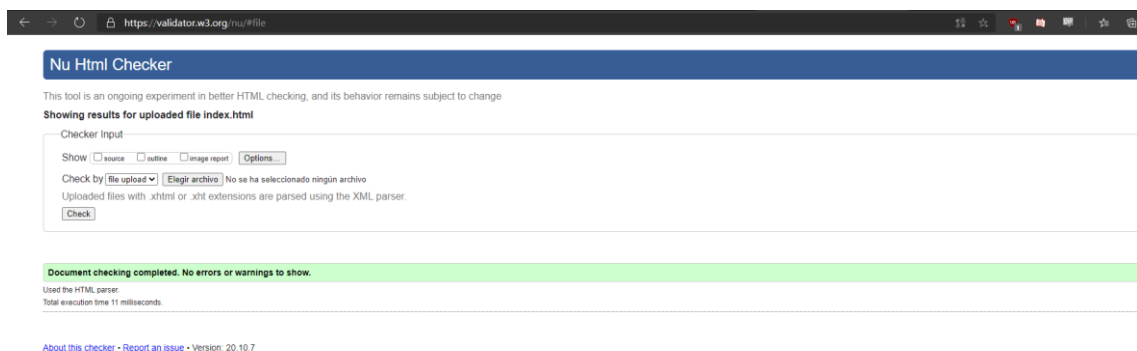 https://validator.w3.org/nu/#file
Nu Html Checker
This tool is an ongoing experiment in better HTML checking, and its behavior remains subject to change
Showing results for uploaded file index.html
Checker Input
Show source outline image report Options...
Check by file upload Elegir archivo No se ha seleccionado ningún archivo
Uploaded files with .xhtml or .xht extensions are parsed using the XML parser.
Check
Document checking completed. No errors or warnings to show.
Used the HTML parser.
Total execution time 11 milliseconds.
About this checker • Report an issue • Version: 20.10.7